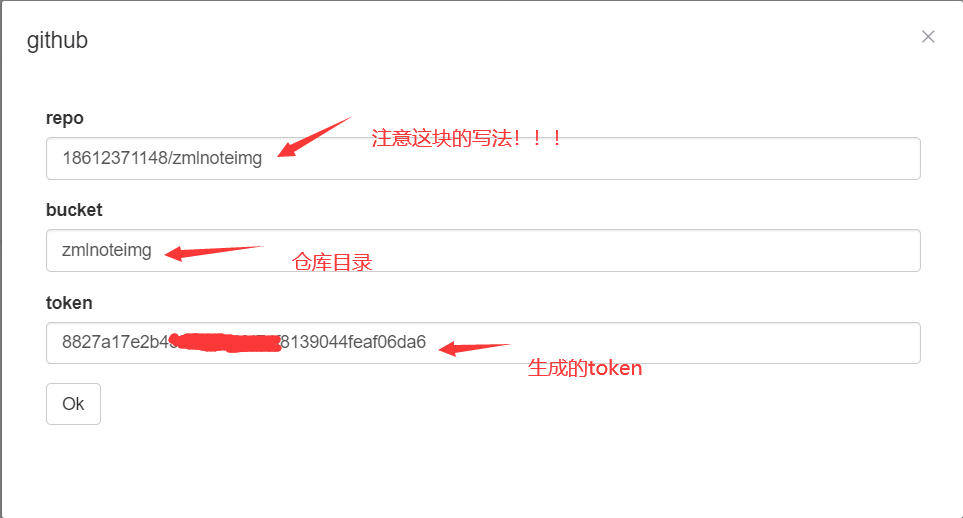 github
repo
18612371148/zmlnoteimg
注意这块的写法！！！
bucket
zmlnoteimg
仓库目录
token
8827a17e2b4 8139044feaf06da6
生成的token
Ok